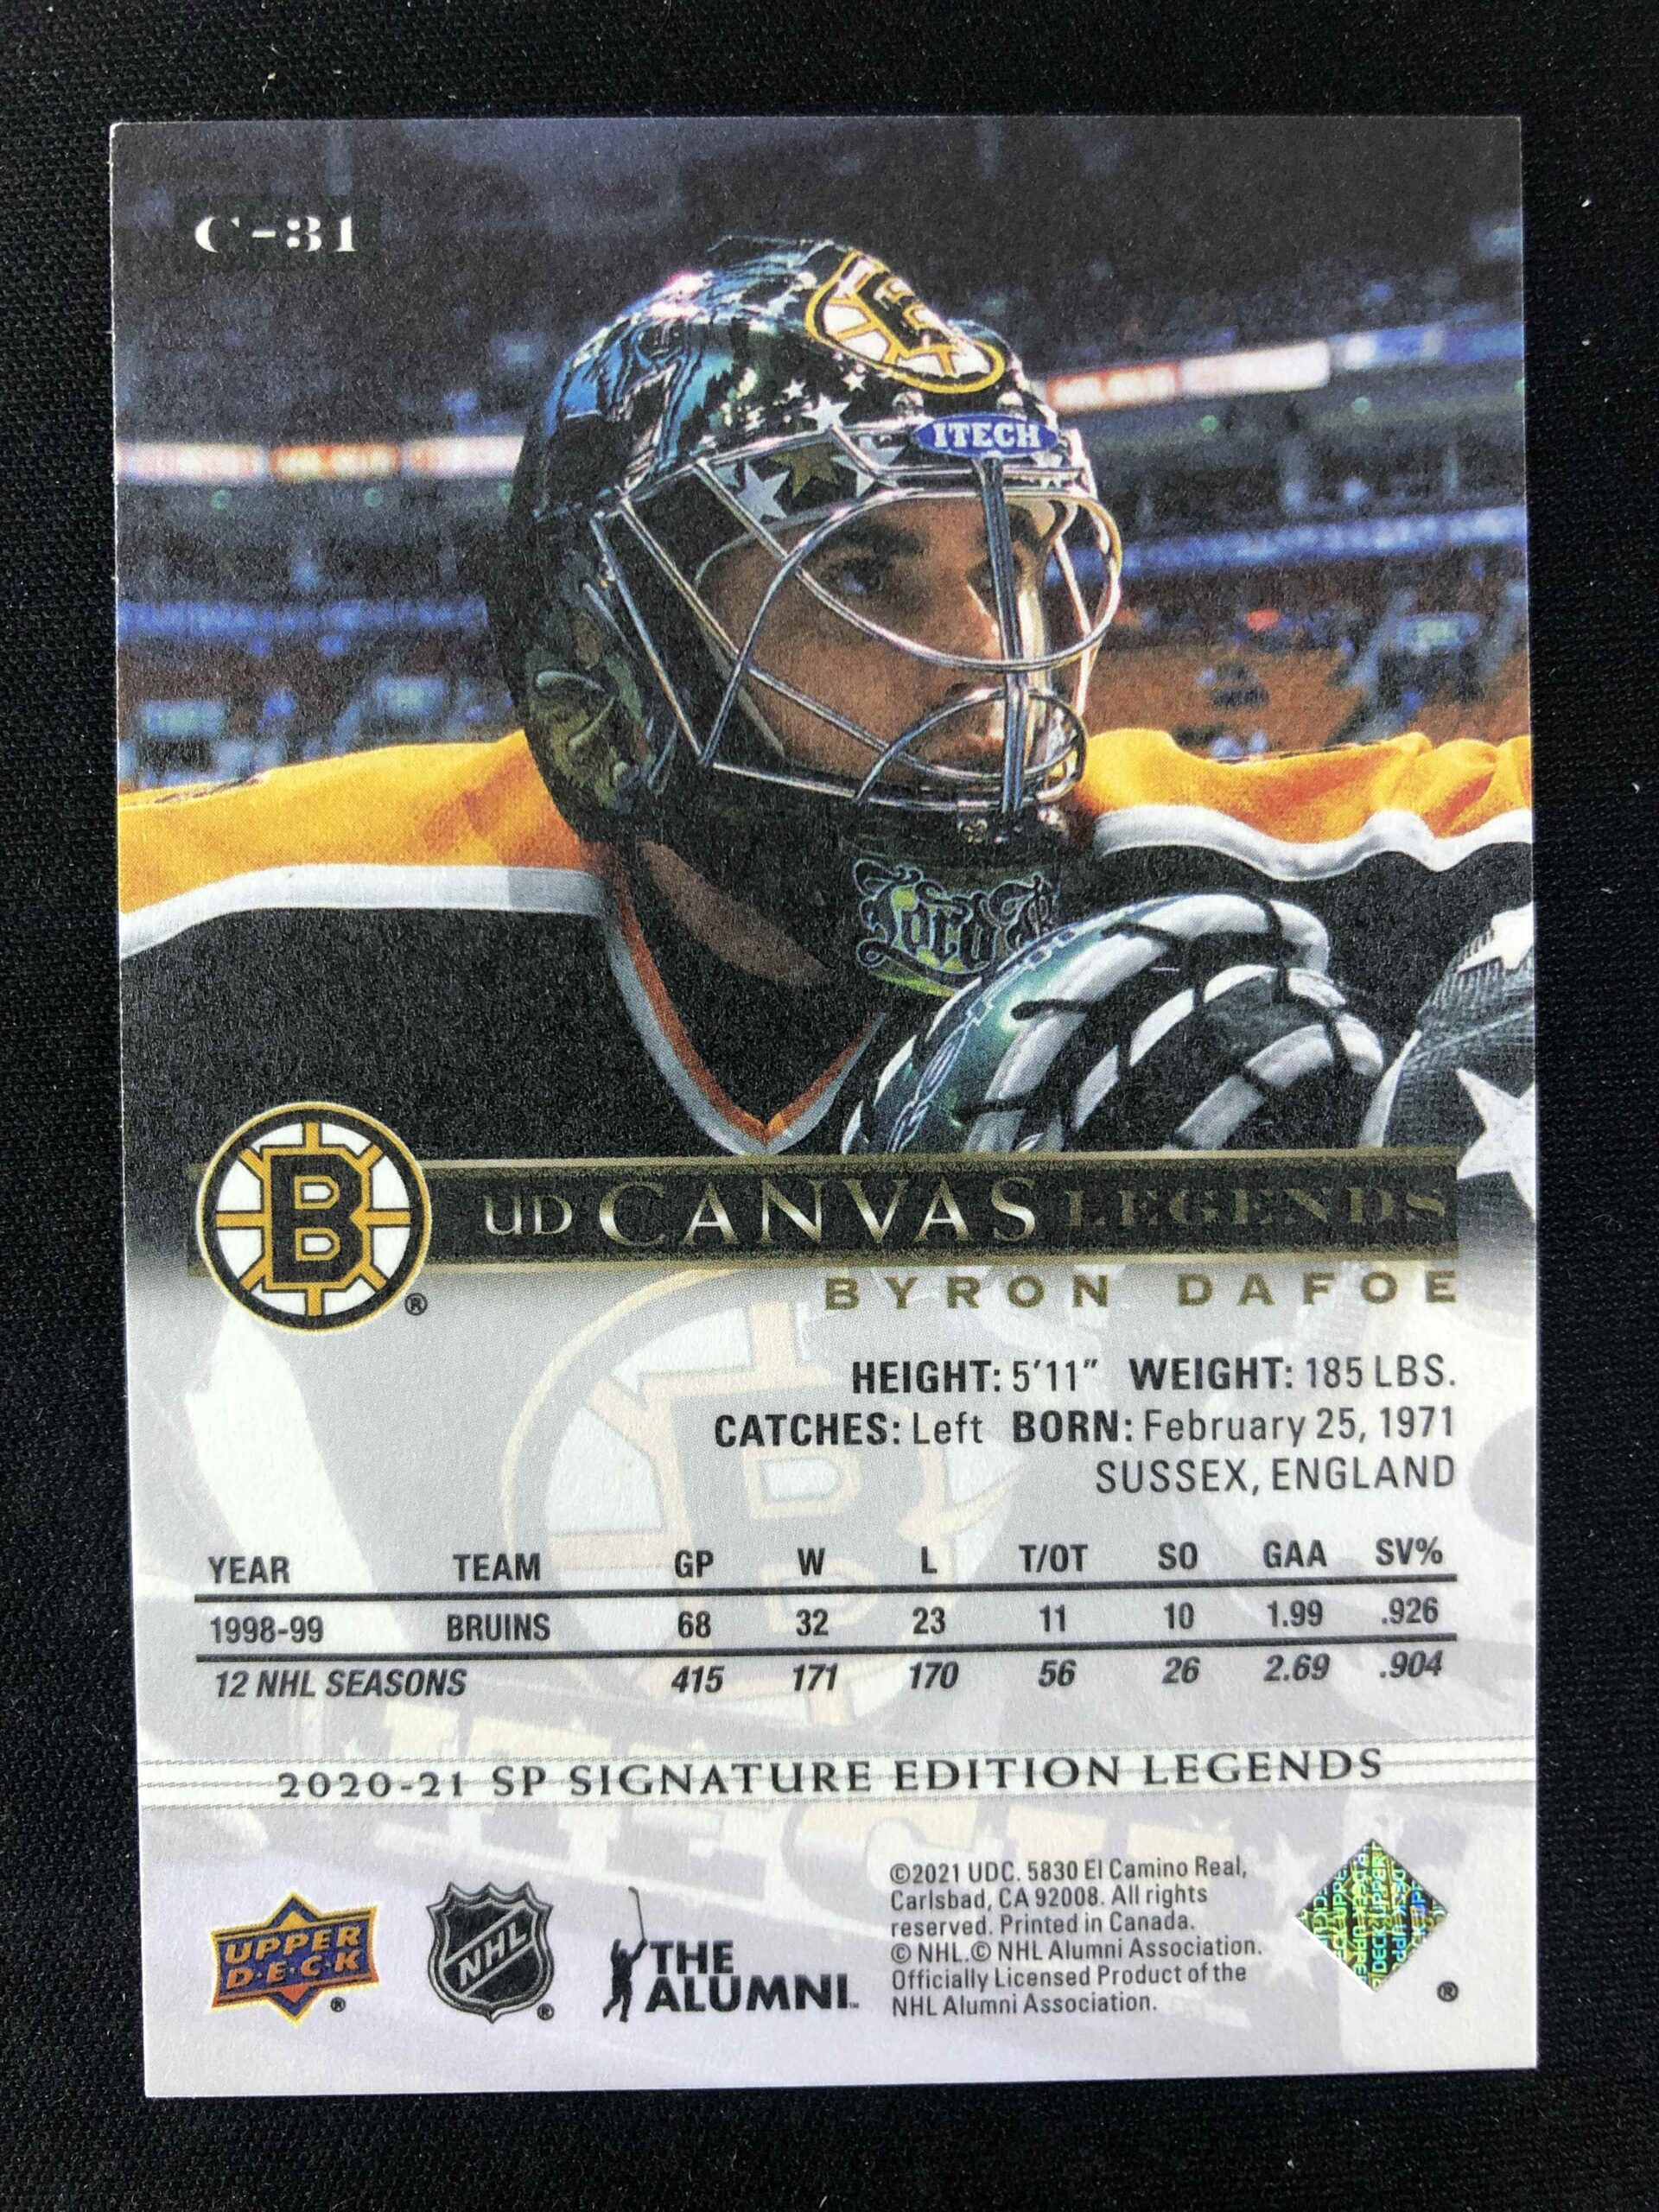 C-31
ITECH
Lord B
B
®
UD CANVAS LEGENDS
BYRON DAFOE
HEIGHT: 5'11" WEIGHT: 185 LBS.
CATCHES: Left BORN: February 25, 1971
SUSSEX, ENGLAND
YEAR TEAM GP W L T/OT SO GAA SV%
1998-99 BRUINS 68 32 23 11 10 1.99 .926
12 NHL SEASONS 415 171 170 56 26 2.69 .904
2020-21 SP SIGNATURE EDITION LEGENDS
UPPER
D·E·C·K
®
NHL
®
THE
ALUMNI™
©2021 UDC. 5830 El Camino Real,
Carlsbad, CA 92008. All rights
reserved. Printed in Canada.
© NHL.© NHL Alumni Association.
Officially Licensed Product of the
NHL Alumni Association.
®